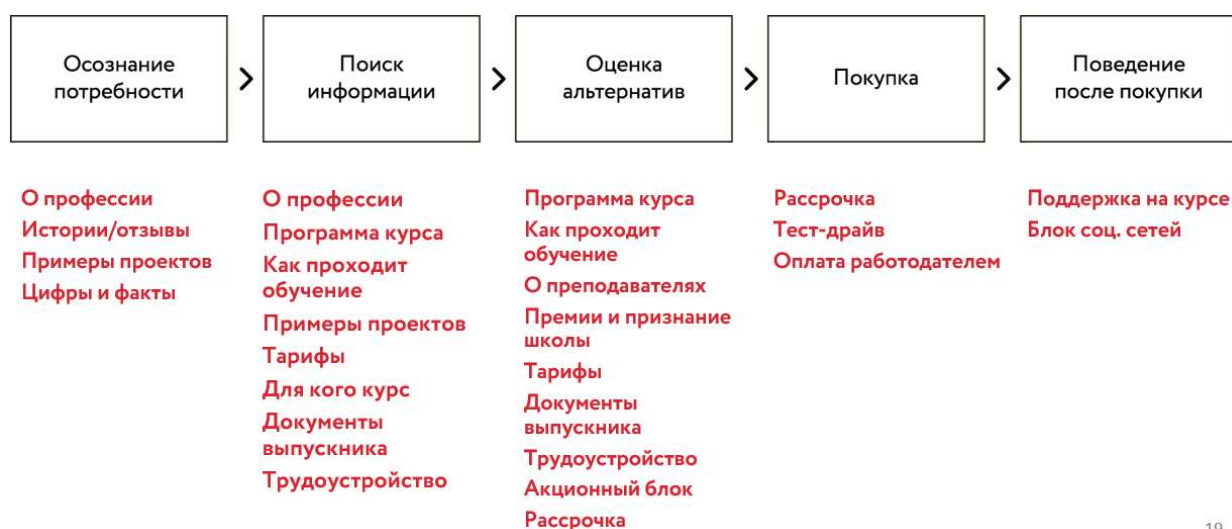 Осознание
потребности
Поиск
информации
Оценка
альтернатив
Покупка
Поведение
после покупки
О профессии
Истории/отзывы
Примеры проектов
Цифры и факты
О профессии
Программа курса
Как проходит
обучение
Примеры проектов
Тарифы
Для кого курс
Документы
выпускника
Трудоустройство
Программа курса
Как проходит
обучение
О преподавателях
Премии и признание
школы
Тарифы
Документы
выпускника
Трудоустройство
Акционный блок
Рассрочка
Рассрочка
Тест-драйв
Оплата работодателем
Поддержка на курсе
Блок соц. сетей
19